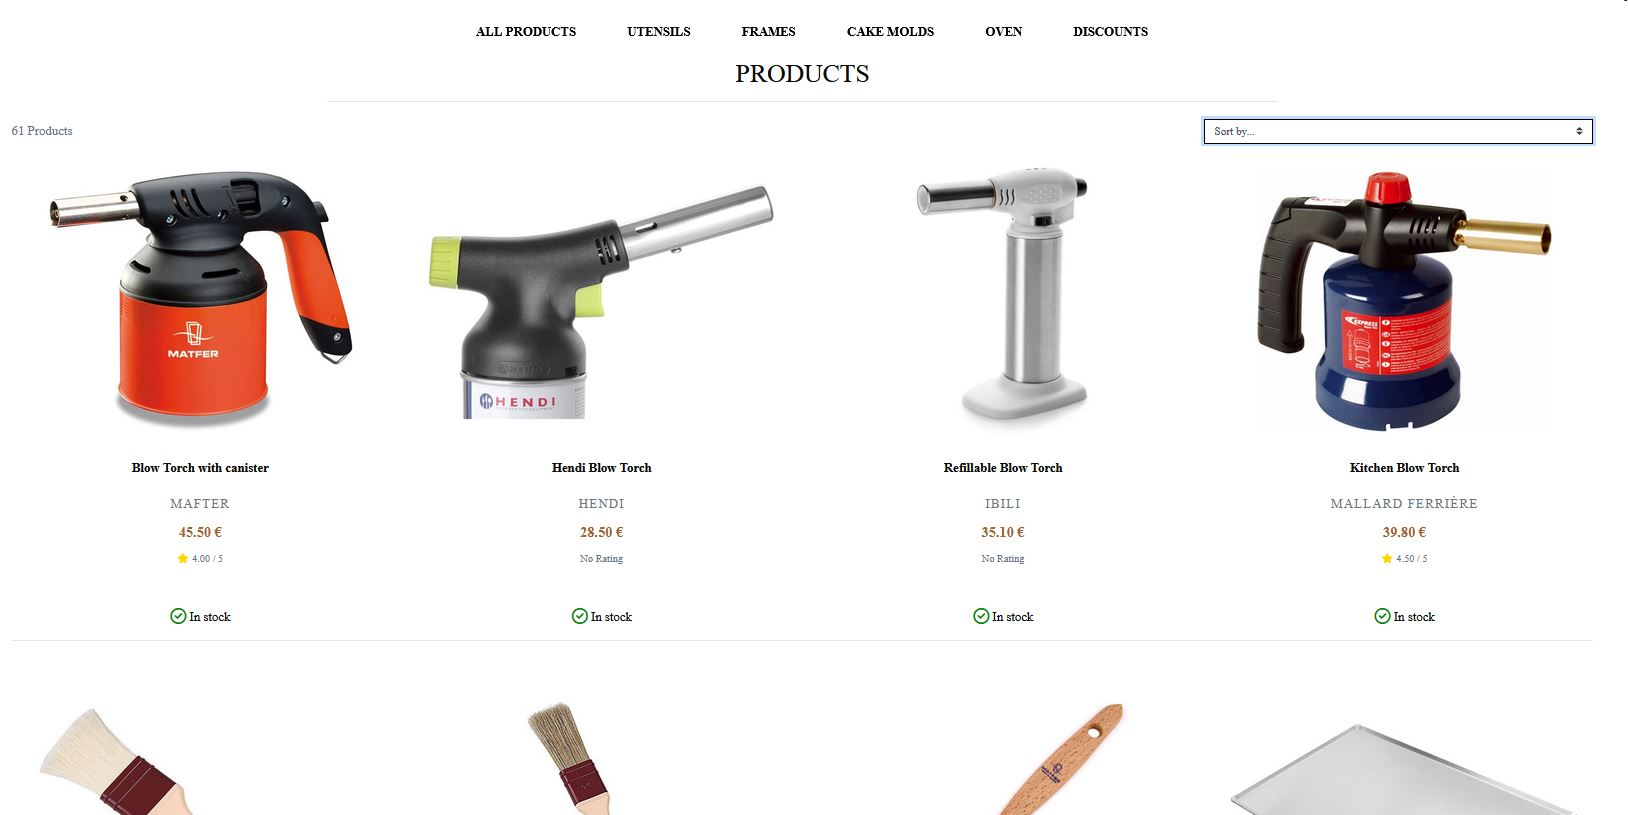 ALL PRODUCTS UTENSILS FRAMES CAKE MOLDS OVEN DISCOUNTS
PRODUCTS
61 Products
Sort by...
MATFER
HENDI
HENDI
EXPRESS
Blow Torch with canister
Hendi Blow Torch
Refillable Blow Torch
Kitchen Blow Torch
MAFTER
HENDI
IBILI
MALLARD FERRIÈRE
45.50 €
28.50 €
35.10 €
39.80 €
4.00 / 5
No Rating
No Rating
4.50 / 5
In stock
In stock
In stock
In stock
MATFER